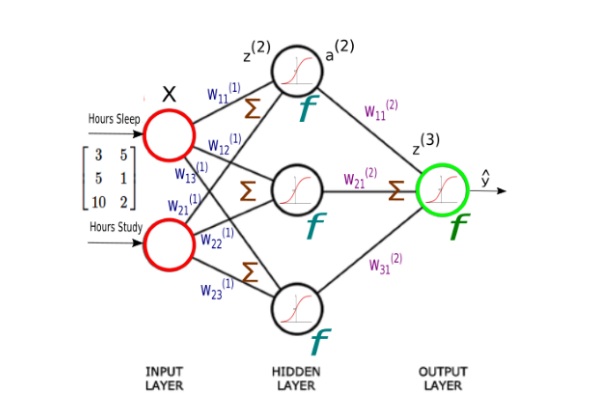 z⁽²⁾ a⁽²⁾
X
W₁₁⁽¹⁾
Σ
f
W₁₁⁽²⁾
Hours Sleep
W₁₂⁽¹⁾
z⁽³⁾
3 5
5 1
10 2
W₁₃⁽¹⁾
Σ
W₂₁⁽²⁾
Σ
ŷ
W₂₁⁽¹⁾
f
f
Hours Study
W₂₂⁽¹⁾
Σ
W₃₁⁽²⁾
W₂₃⁽¹⁾
f
INPUT
LAYER
HIDDEN
LAYER
OUTPUT
LAYER